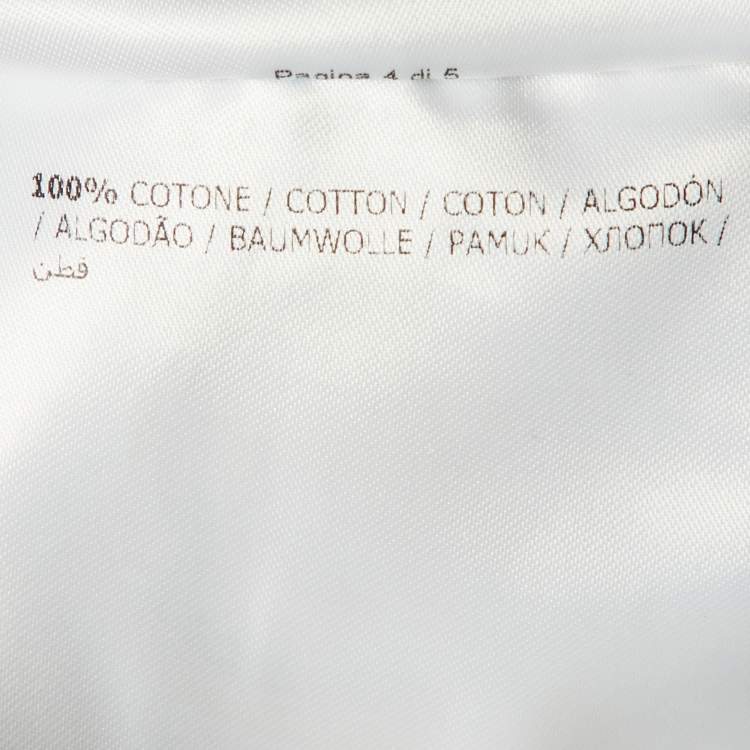 Pagina 4 di 5
100% COTONE / COTTON / COTON / ALGODÓN
/ ALGODÃO / BAUMWOLLE / PAMUK / ХЛОПОК /
قطن